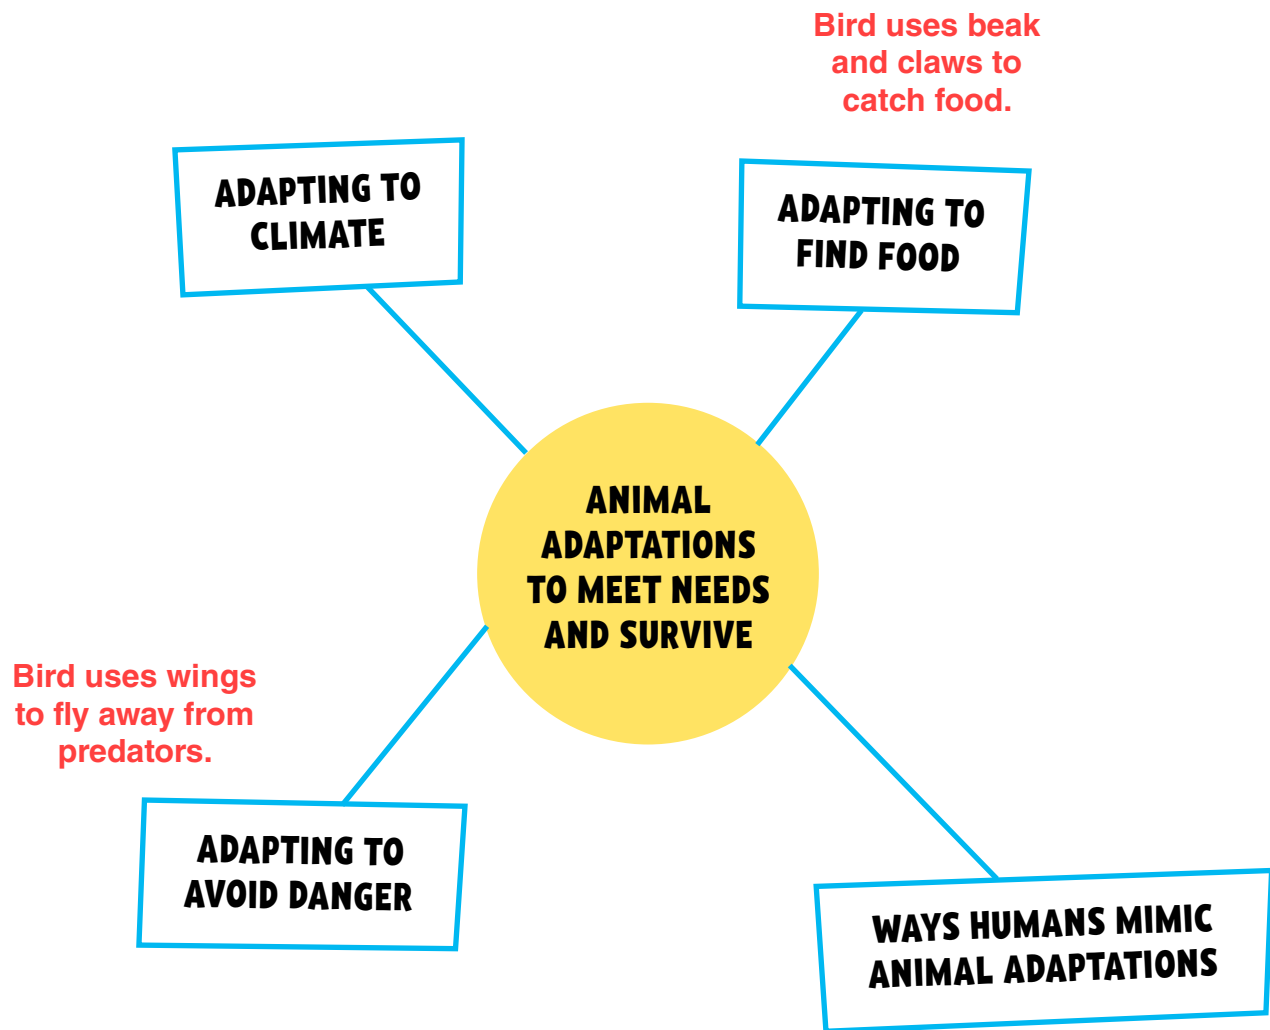 Bird uses beak
and claws to
catch food.
ADAPTING TO
CLIMATE
ADAPTING TO
FIND FOOD
ANIMAL
ADAPTATIONS
TO MEET NEEDS
AND SURVIVE
Bird uses wings
to fly away from
predators.
ADAPTING TO
AVOID DANGER
WAYS HUMANS MIMIC
ANIMAL ADAPTATIONS